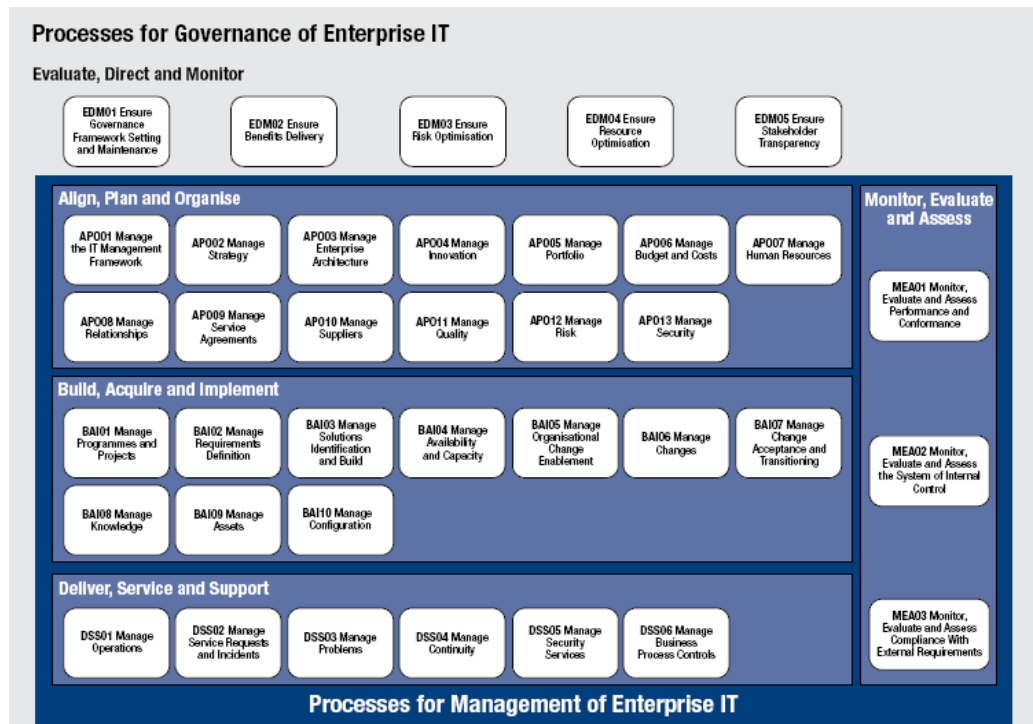 Processes for Governance of Enterprise IT
Evaluate, Direct and Monitor
EDM01 Ensure
Governance
Framework Setting
and Maintenance
EDM02 Ensure
Benefits Delivery
EDM03 Ensure
Risk Optimisation
EDM04 Ensure
Resource
Optimisation
EDM05 Ensure
Stakeholder
Transparency
Align, Plan and Organise
APO01 Manage
the IT Management
Framework
APO02 Manage
Strategy
APO03 Manage
Enterprise
Architecture
APO04 Manage
Innovation
APO05 Manage
Portfolio
APO06 Manage
Budget and Costs
APO07 Manage
Human Resources
APO08 Manage
Relationships
APO09 Manage
Service
Agreements
APO10 Manage
Suppliers
APO11 Manage
Quality
APO12 Manage
Risk
APO13 Manage
Security
Build, Acquire and Implement
BAI01 Manage
Programmes and
Projects
BAI02 Manage
Requirements
Definition
BAI03 Manage
Solutions
Identification
and Build
BAI04 Manage
Availability
and Capacity
BAI05 Manage
Organisational
Change
Enablement
BAI06 Manage
Changes
BAI07 Manage
Change
Acceptance and
Transitioning
BAI08 Manage
Knowledge
BAI09 Manage
Assets
BAI10 Manage
Configuration
Deliver, Service and Support
DSS01 Manage
Operations
DSS02 Manage
Service Requests
and Incidents
DSS03 Manage
Problems
DSS04 Manage
Continuity
DSS05 Manage
Security
Services
DSS06 Manage
Business
Process Controls
Monitor, Evaluate
and Assess
MEA01 Monitor,
Evaluate and Assess
Performance and
Conformance
MEA02 Monitor,
Evaluate and Assess
the System of Internal
Control
MEA03 Monitor,
Evaluate and Assess
Compliance With
External Requirements
Processes for Management of Enterprise IT